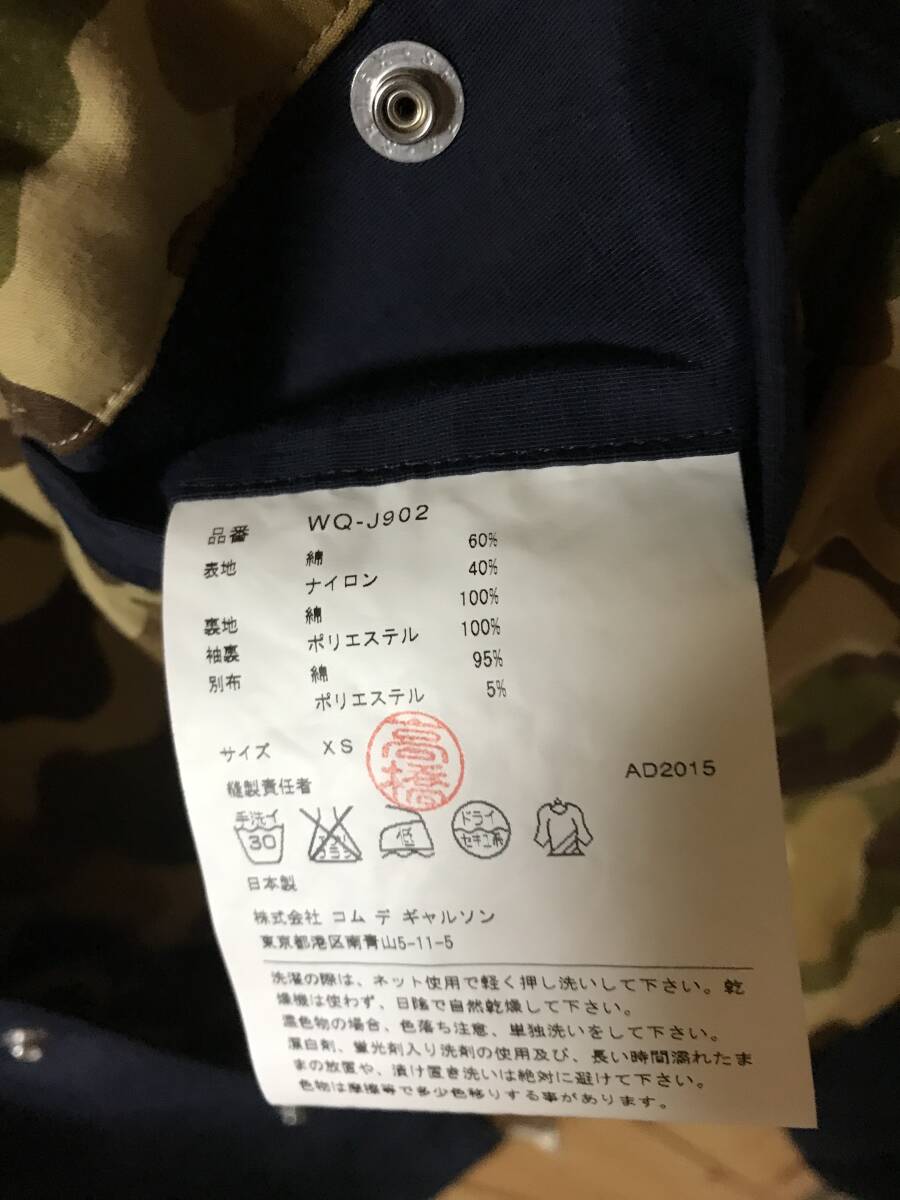 品番 WQ-J902
表地 綿 60%
ナイロン 40%
裏地 綿 100%
袖裏 ポリエステル 100%
別布 綿 95%
ポリエステル 5%
サイズ XS
高橋
AD2015
縫製責任者
手洗イ 30
低
ドライ セキユ系
日本製
株式会社 コム デ ギャルソン
東京都港区南青山5-11-5
洗濯の際は、ネット使用で軽く押し洗いして下さい。乾
燥機は使わず、日陰で自然乾燥して下さい。
濃色物の場合、色落ち注意、単独洗いをして下さい。
漂白剤、蛍光剤入り洗剤の使用及び、長い時間濡れたま
まの放置や、漬け置き洗いは絶対に避けて下さい。
色物は摩擦等で多少色移りする事があります。